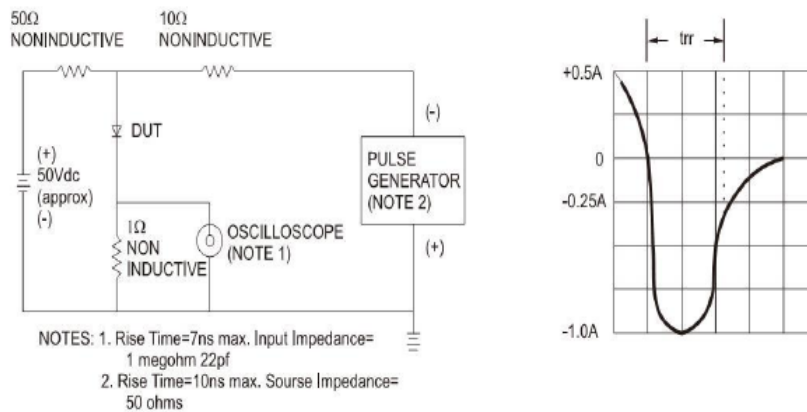 50Ω
NONINDUCTIVE
10Ω
NONINDUCTIVE
DUT
(+)
50Vdc
(approx)
(-)
1Ω
NON
INDUCTIVE
OSCILLOSCOPE
(NOTE 1)
(-)
PULSE
GENERATOR
(NOTE 2)
(+)
NOTES: 1. Rise Time=7ns max. Input Impedance=
1 megohm 22pf
2. Rise Time=10ns max. Sourse Impedance=
50 ohms
trr
+0.5A
0
-0.25A
-1.0A